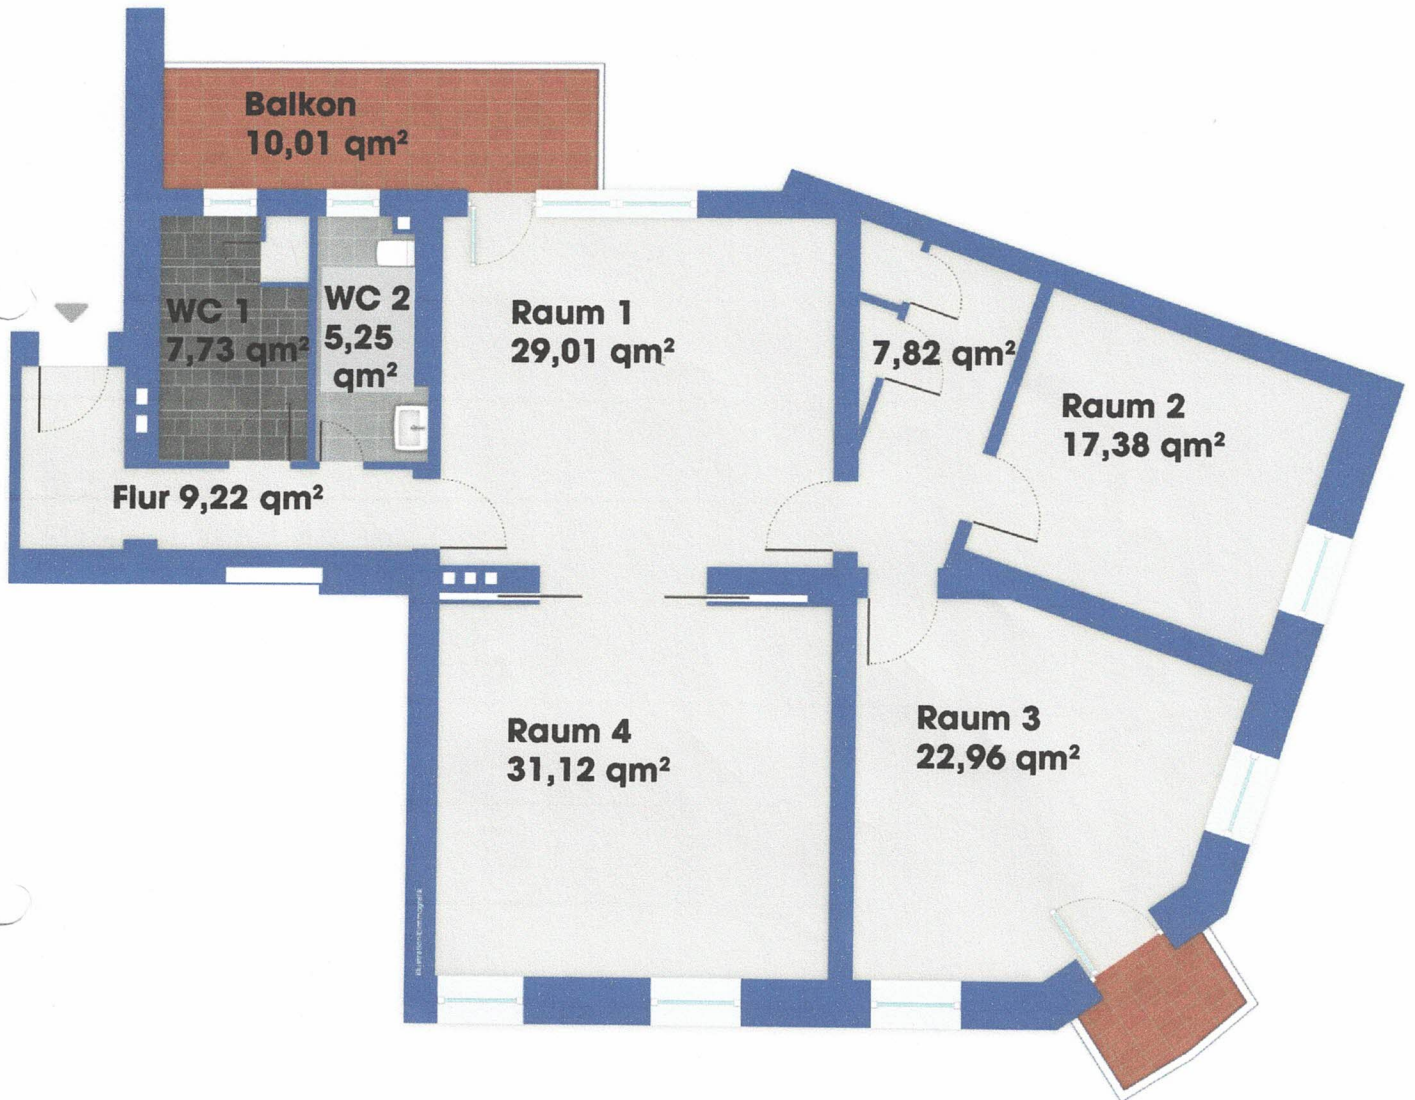 Balkon
10,01 qm²
WC 1
7,73 qm²
WC 2
5,25
qm²
Raum 1
29,01 qm²
7,82 qm²
Raum 2
17,38 qm²
Flur 9,22 qm²
Raum 4
31,12 qm²
Raum 3
22,96 qm²